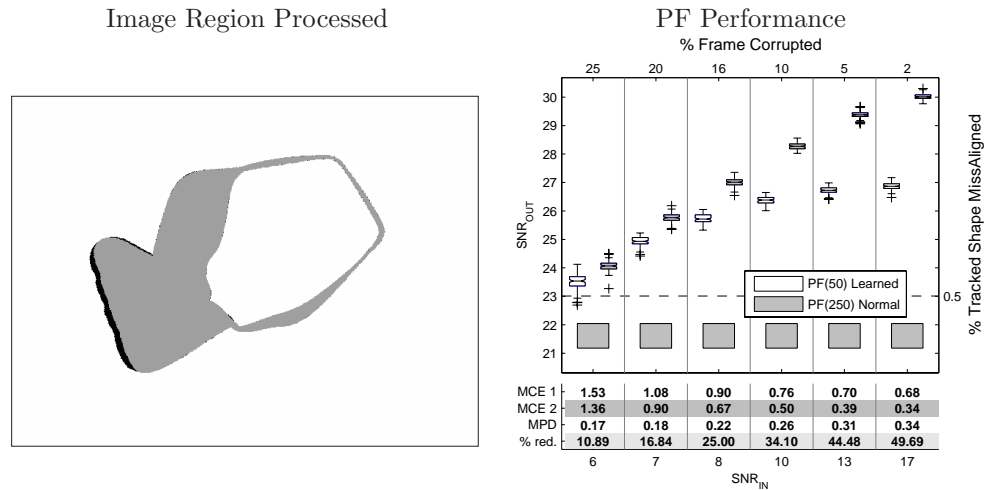 Image Region Processed
PF Performance
% Frame Corrupted
25 20 16 10 5 2
30
29
28
27
26
25
24
23
22
21
SNR_OUT
PF(50) Learned
PF(250) Normal
0.5
% Tracked Shape MissAligned
MCE 1 1.53 1.08 0.90 0.76 0.70 0.68
MCE 2 1.36 0.90 0.67 0.50 0.39 0.34
MPD 0.17 0.18 0.22 0.26 0.31 0.34
% red. 10.89 16.84 25.00 34.10 44.48 49.69
6 7 8 10 13 17
SNR_IN